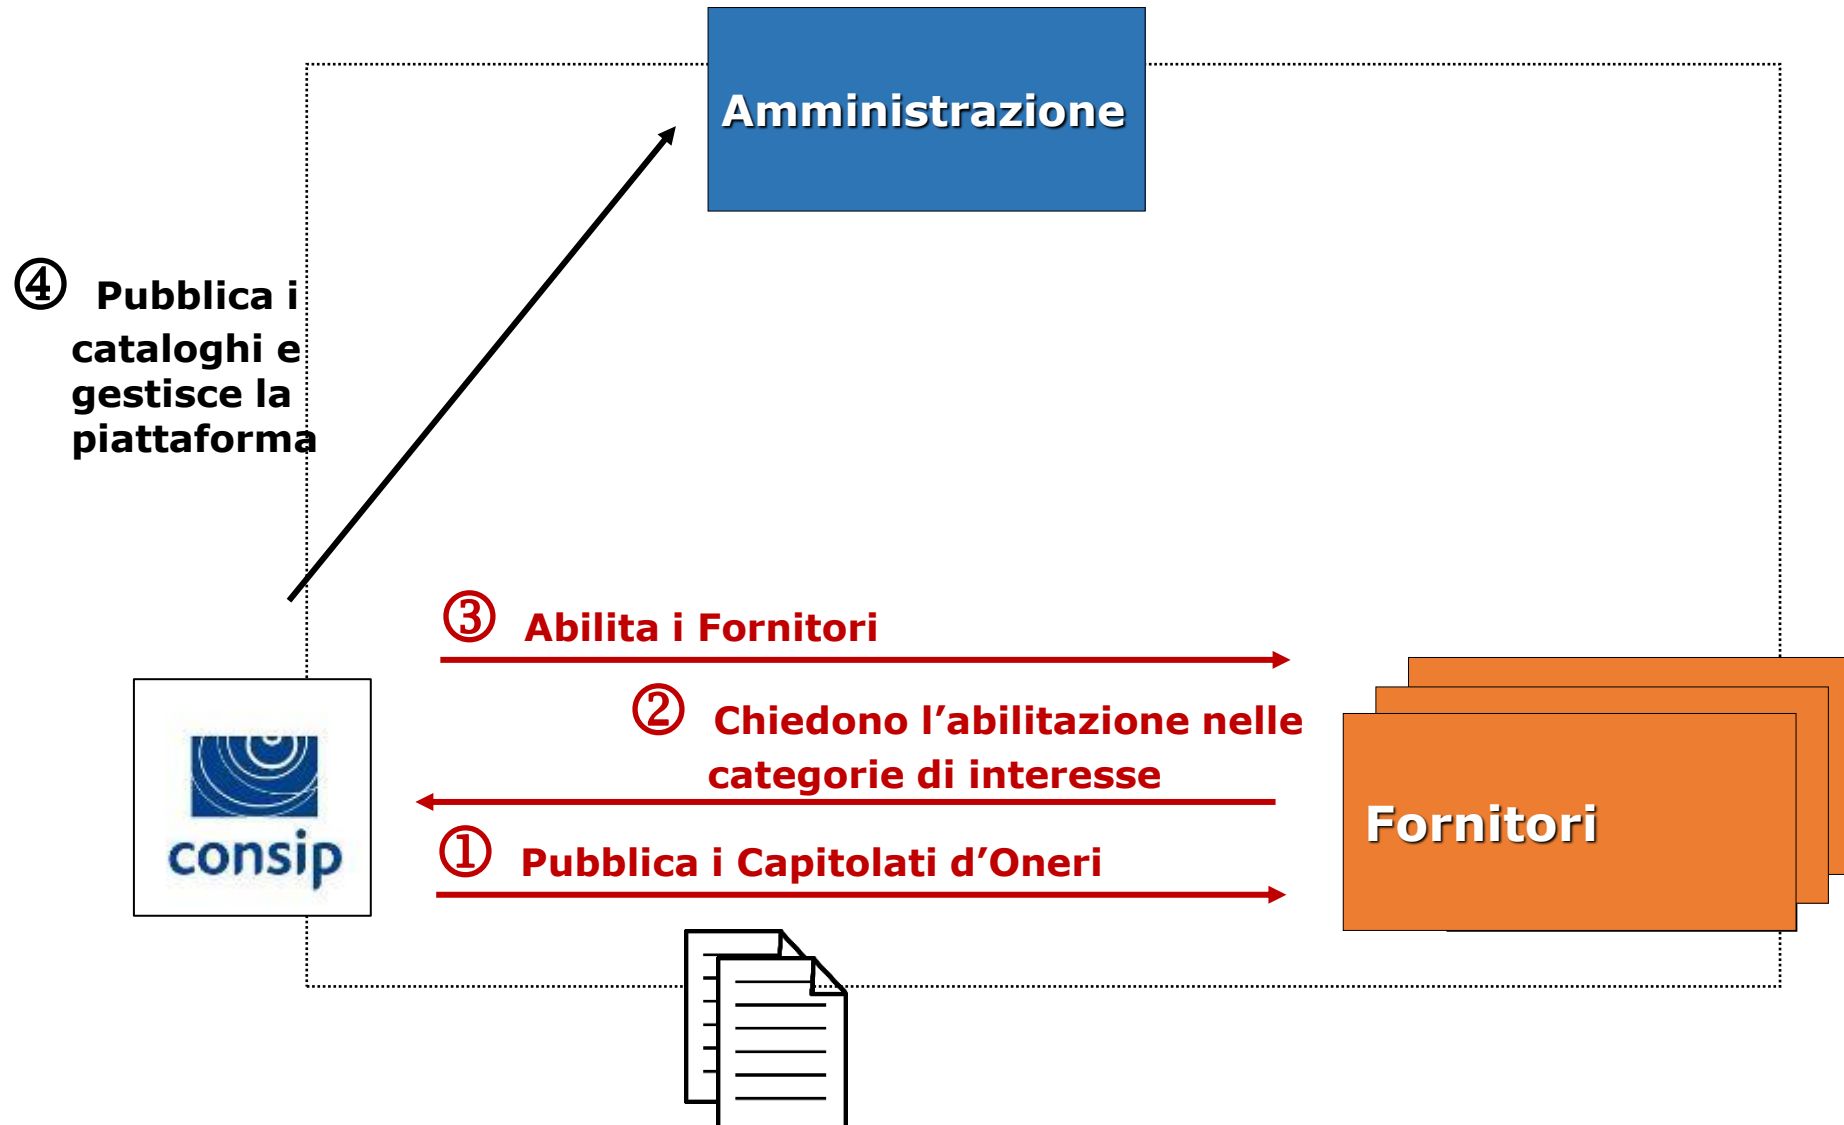 Amministrazione
④ Pubblica i
cataloghi e
gestisce la
piattaforma
③ Abilita i Fornitori
② Chiedono l’abilitazione nelle
categorie di interesse
consip
① Pubblica i Capitolati d’Oneri
Fornitori